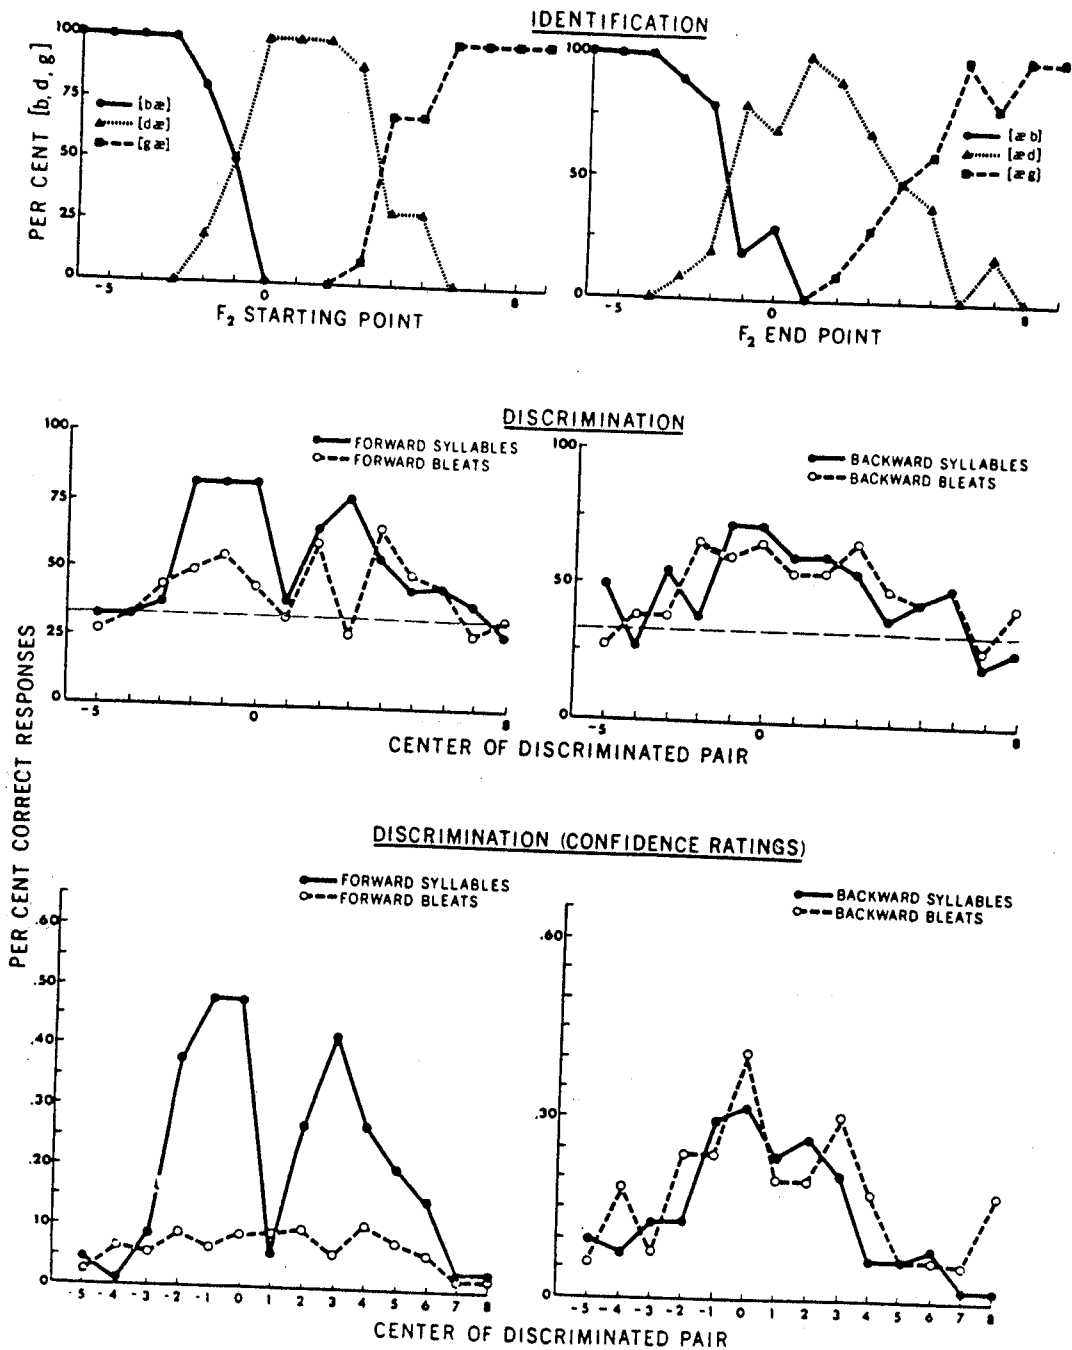 IDENTIFICATION
PER CENT [b, d, g]
100
75
50
25
0
[bæ]
[dæ]
[gæ]
-5
0
8
F2 STARTING POINT
100
50
0
[æb]
[æd]
[æg]
-5
0
8
F2 END POINT
DISCRIMINATION
PER CENT CORRECT RESPONSES
100
75
50
25
0
FORWARD SYLLABLES
FORWARD BLEATS
-5
0
8
100
50
0
BACKWARD SYLLABLES
BACKWARD BLEATS
-5
0
8
CENTER OF DISCRIMINATED PAIR
DISCRIMINATION (CONFIDENCE RATINGS)
FORWARD SYLLABLES
FORWARD BLEATS
.60
.50
.40
.30
.20
10
0
-5 -4 -3 -2 -1 0 1 2 3 4 5 6 7 8
BACKWARD SYLLABLES
BACKWARD BLEATS
.60
.30
0
-5 -4 -3 -2 -1 0 1 2 3 4 5 6 7 8
CENTER OF DISCRIMINATED PAIR